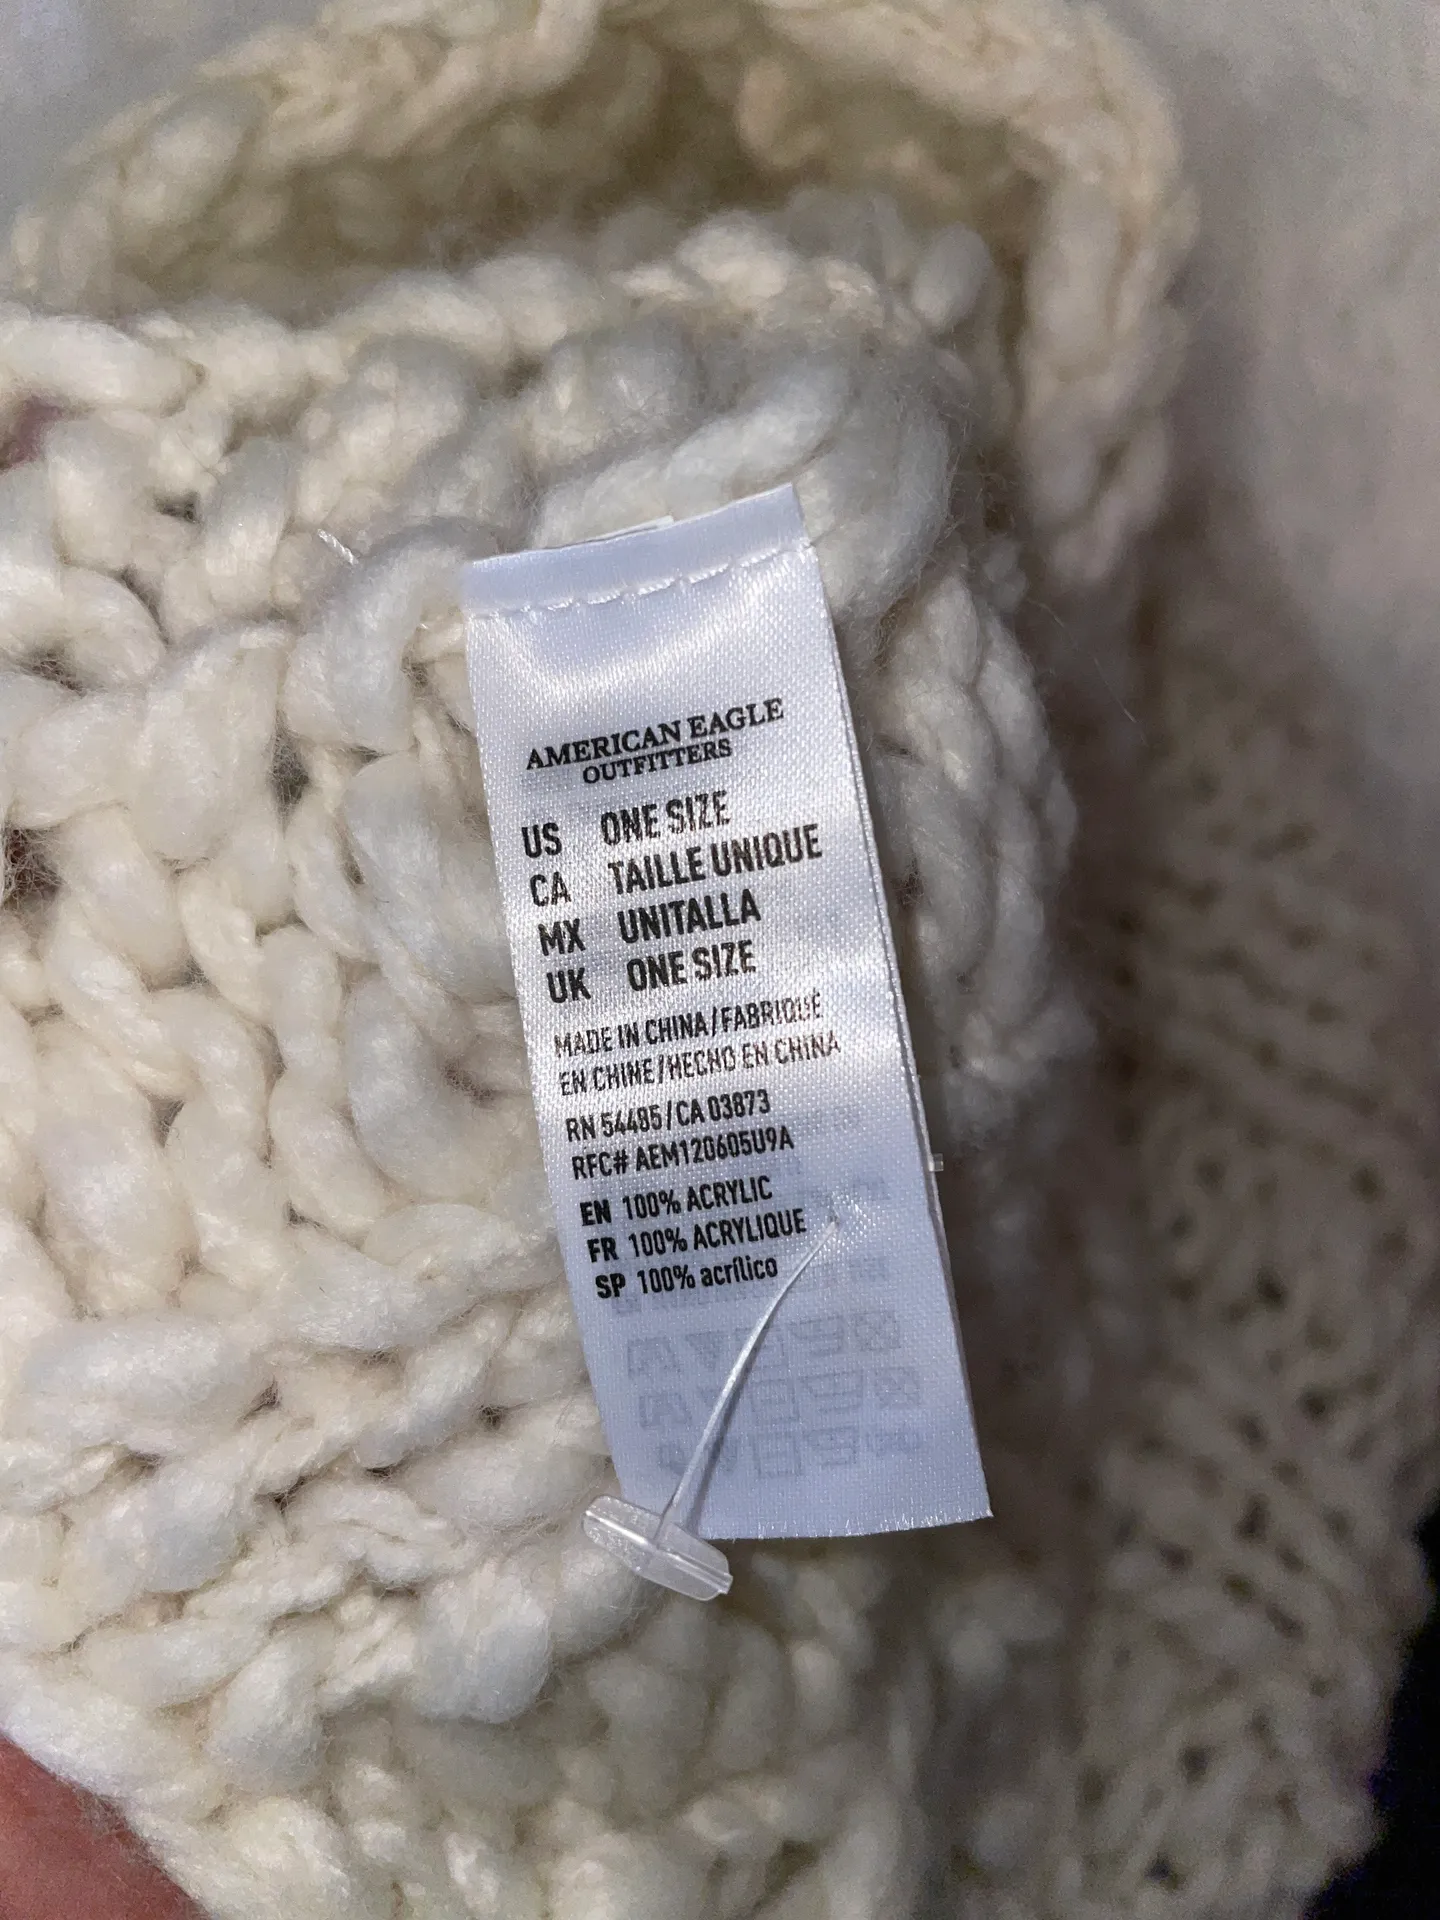 AMERICAN EAGLE
OUTFITTERS
US ONE SIZE
CA TAILLE UNIQUE
MX UNITALLA
UK ONE SIZE
MADE IN CHINA/FABRIQUÉ
EN CHINE/HECHO EN CHINA
RN 54485/CA 03873
RFC# AEM120605U9A
EN 100% ACRYLIC
FR 100% ACRYLIQUE
SP 100% acrílico